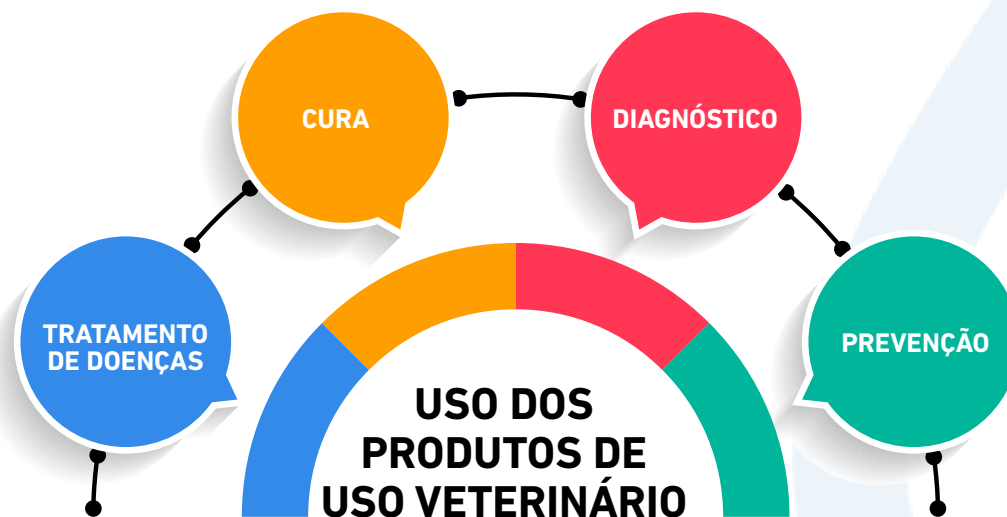 CURA
DIAGNÓSTICO
TRATAMENTO
DE DOENÇAS
PREVENÇÃO
USO DOS
PRODUTOS DE
USO VETERINÁRIO